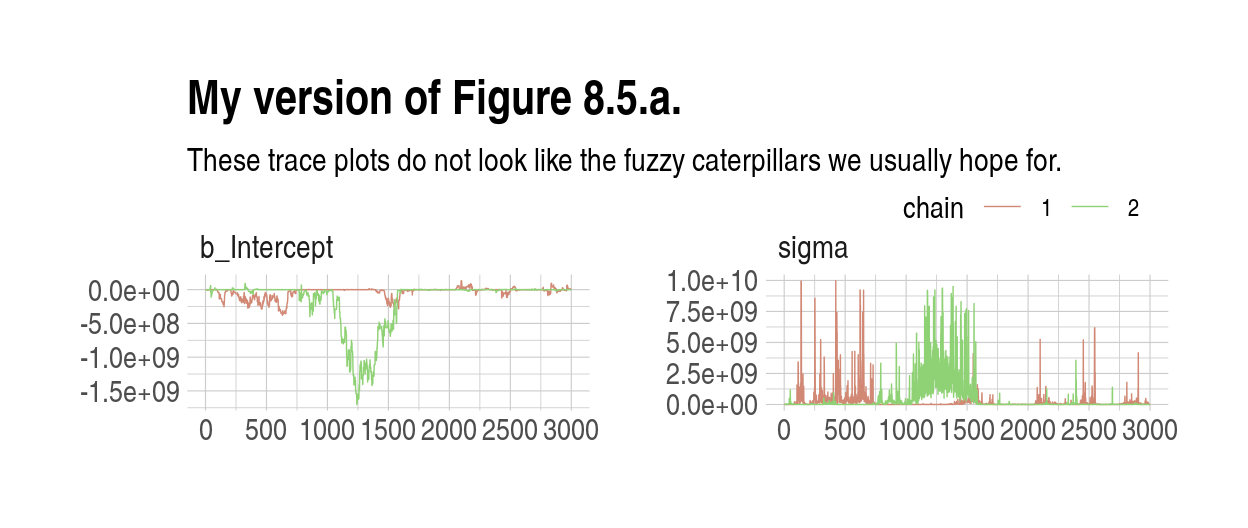 My version of Figure 8.5.a.
These trace plots do not look like the fuzzy caterpillars we usually hope for.
chain 1 2
b_Intercept
0.0e+00
-5.0e+08
-1.0e+09
-1.5e+09
0 500 1000 1500 2000 2500 3000
sigma
1.0e+10
7.5e+09
5.0e+09
2.5e+09
0.0e+00
0 500 1000 1500 2000 2500 3000